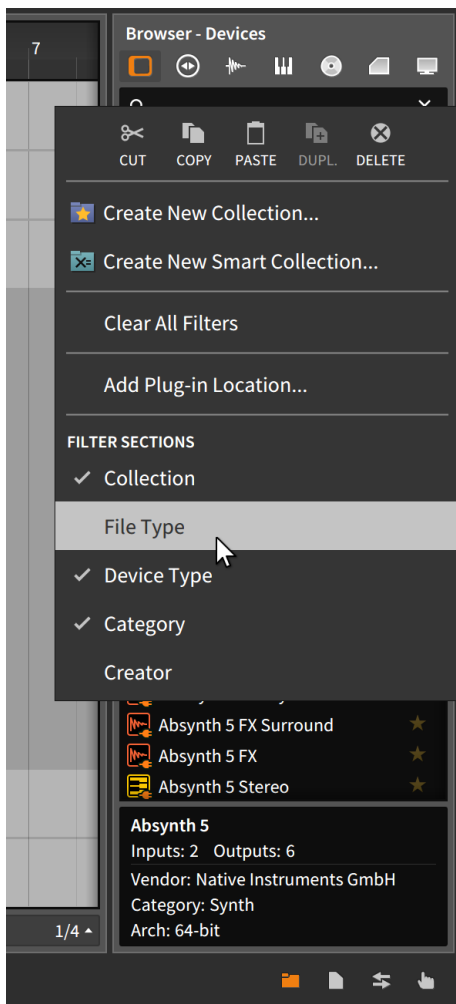 7
Browser - Devices
CUT COPY PASTE DUPL. DELETE
Create New Collection...
Create New Smart Collection...
Clear All Filters
Add Plug-in Location...
FILTER SECTIONS
Collection
File Type
Device Type
Category
Creator
Absynth 5 FX Surround
Absynth 5 FX
Absynth 5 Stereo
Absynth 5
Inputs: 2 Outputs: 6
Vendor: Native Instruments GmbH
Category: Synth
Arch: 64-bit
1/4